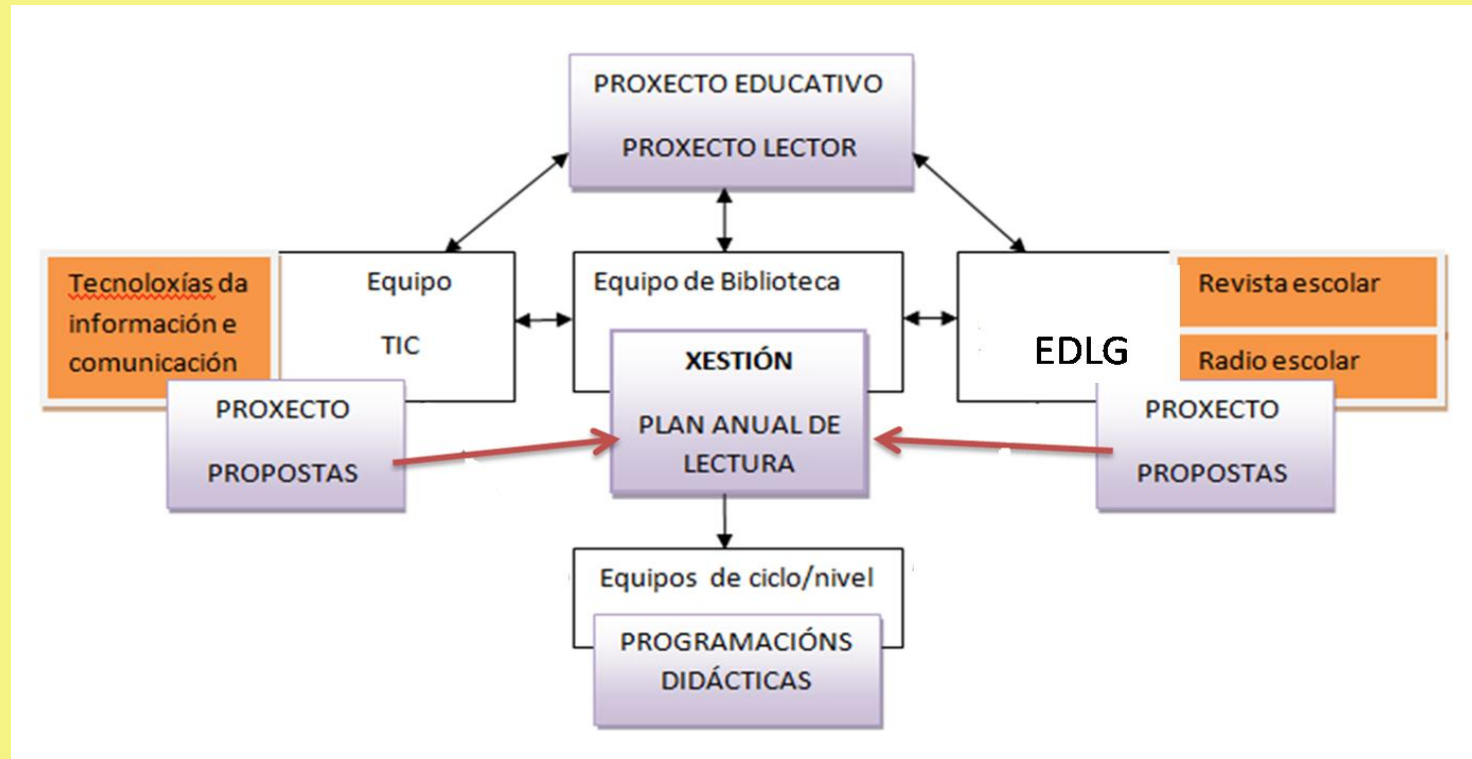 PROXECTO EDUCATIVO
PROXECTO LECTOR
Tecnoloxías da
información e
comunicación
Equipo
TIC
PROXECTO
PROPOSTAS
Equipo de Biblioteca
XESTIÓN
PLAN ANUAL DE
LECTURA
EDLG
Revista escolar
Radio escolar
PROXECTO
PROPOSTAS
Equipos de ciclo/nivel
PROGRAMACIÓNS
DIDÁCTICAS